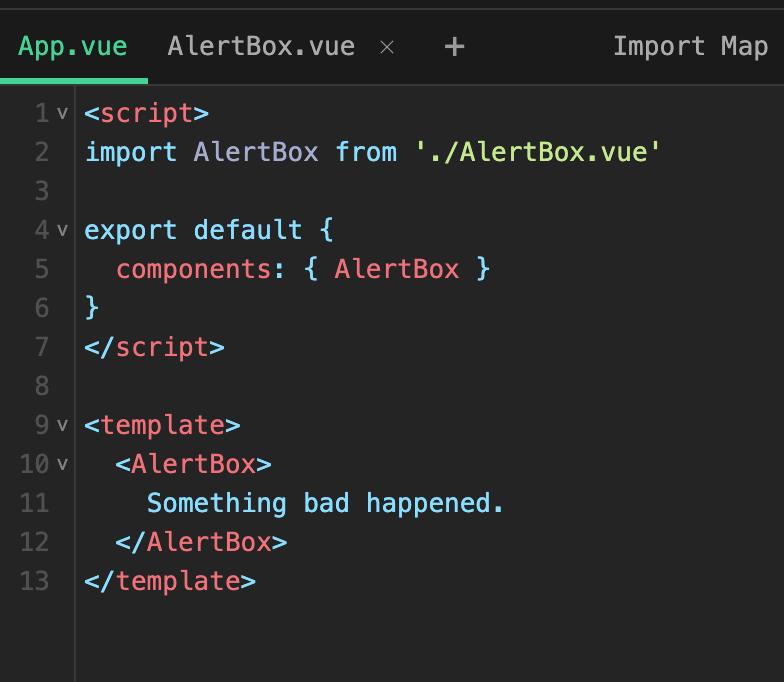 App.vue AlertBox.vue × + Import Map
1 v <script>
2 import AlertBox from './AlertBox.vue'
3
4 v export default {
5   components: { AlertBox }
6 }
7 </script>
8
9 v <template>
10 v   <AlertBox>
11     Something bad happened.
12   </AlertBox>
13 </template>